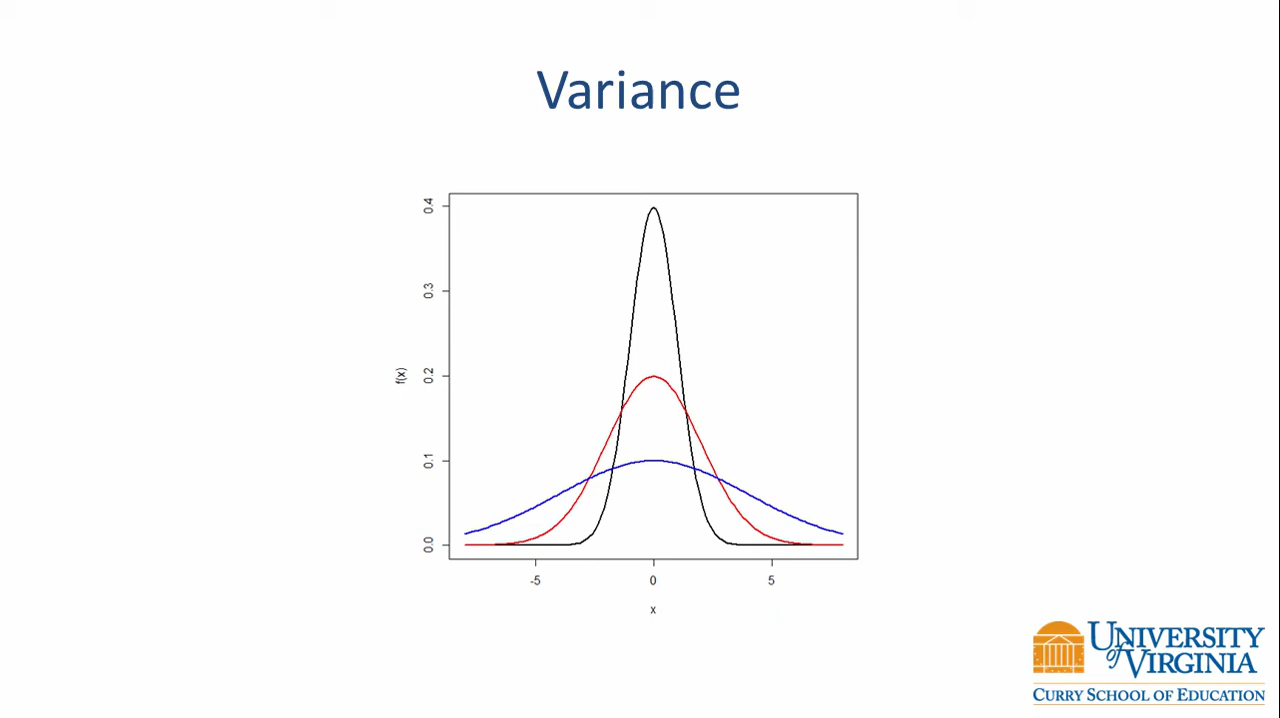 Variance
0.4
0.3
0.2
0.1
0.0
f(x)
-5 0 5
x
UNIVERSITY
of VIRGINIA
CURRY SCHOOL OF EDUCATION